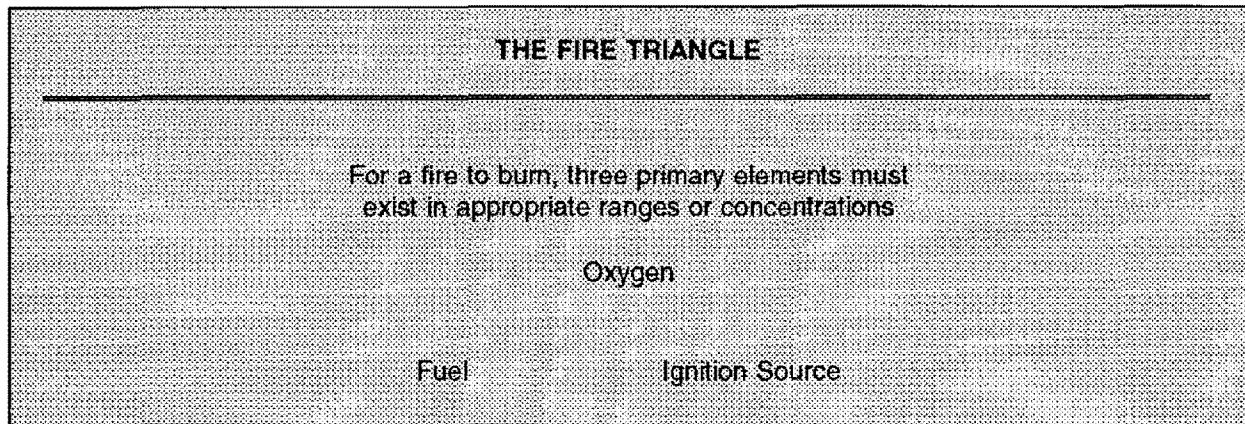 THE FIRE TRIANGLE
For a fire to burn, three primary elements must
exist in appropriate ranges or concentrations
Oxygen
Fuel Ignition Source